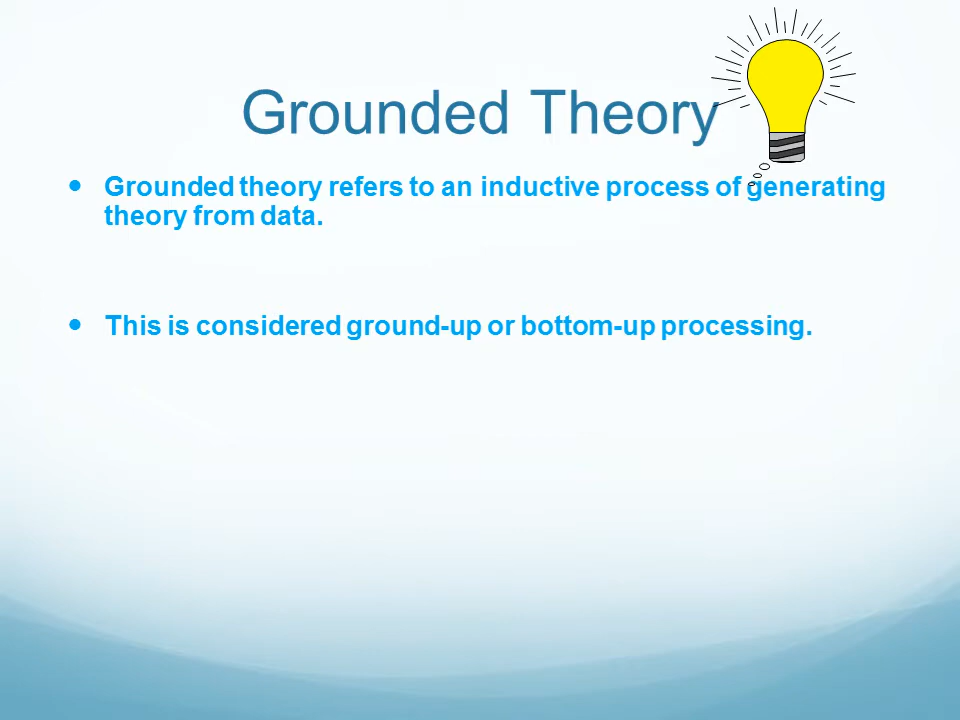 Grounded Theory
• Grounded theory refers to an inductive process of generating
theory from data.
• This is considered ground-up or bottom-up processing.